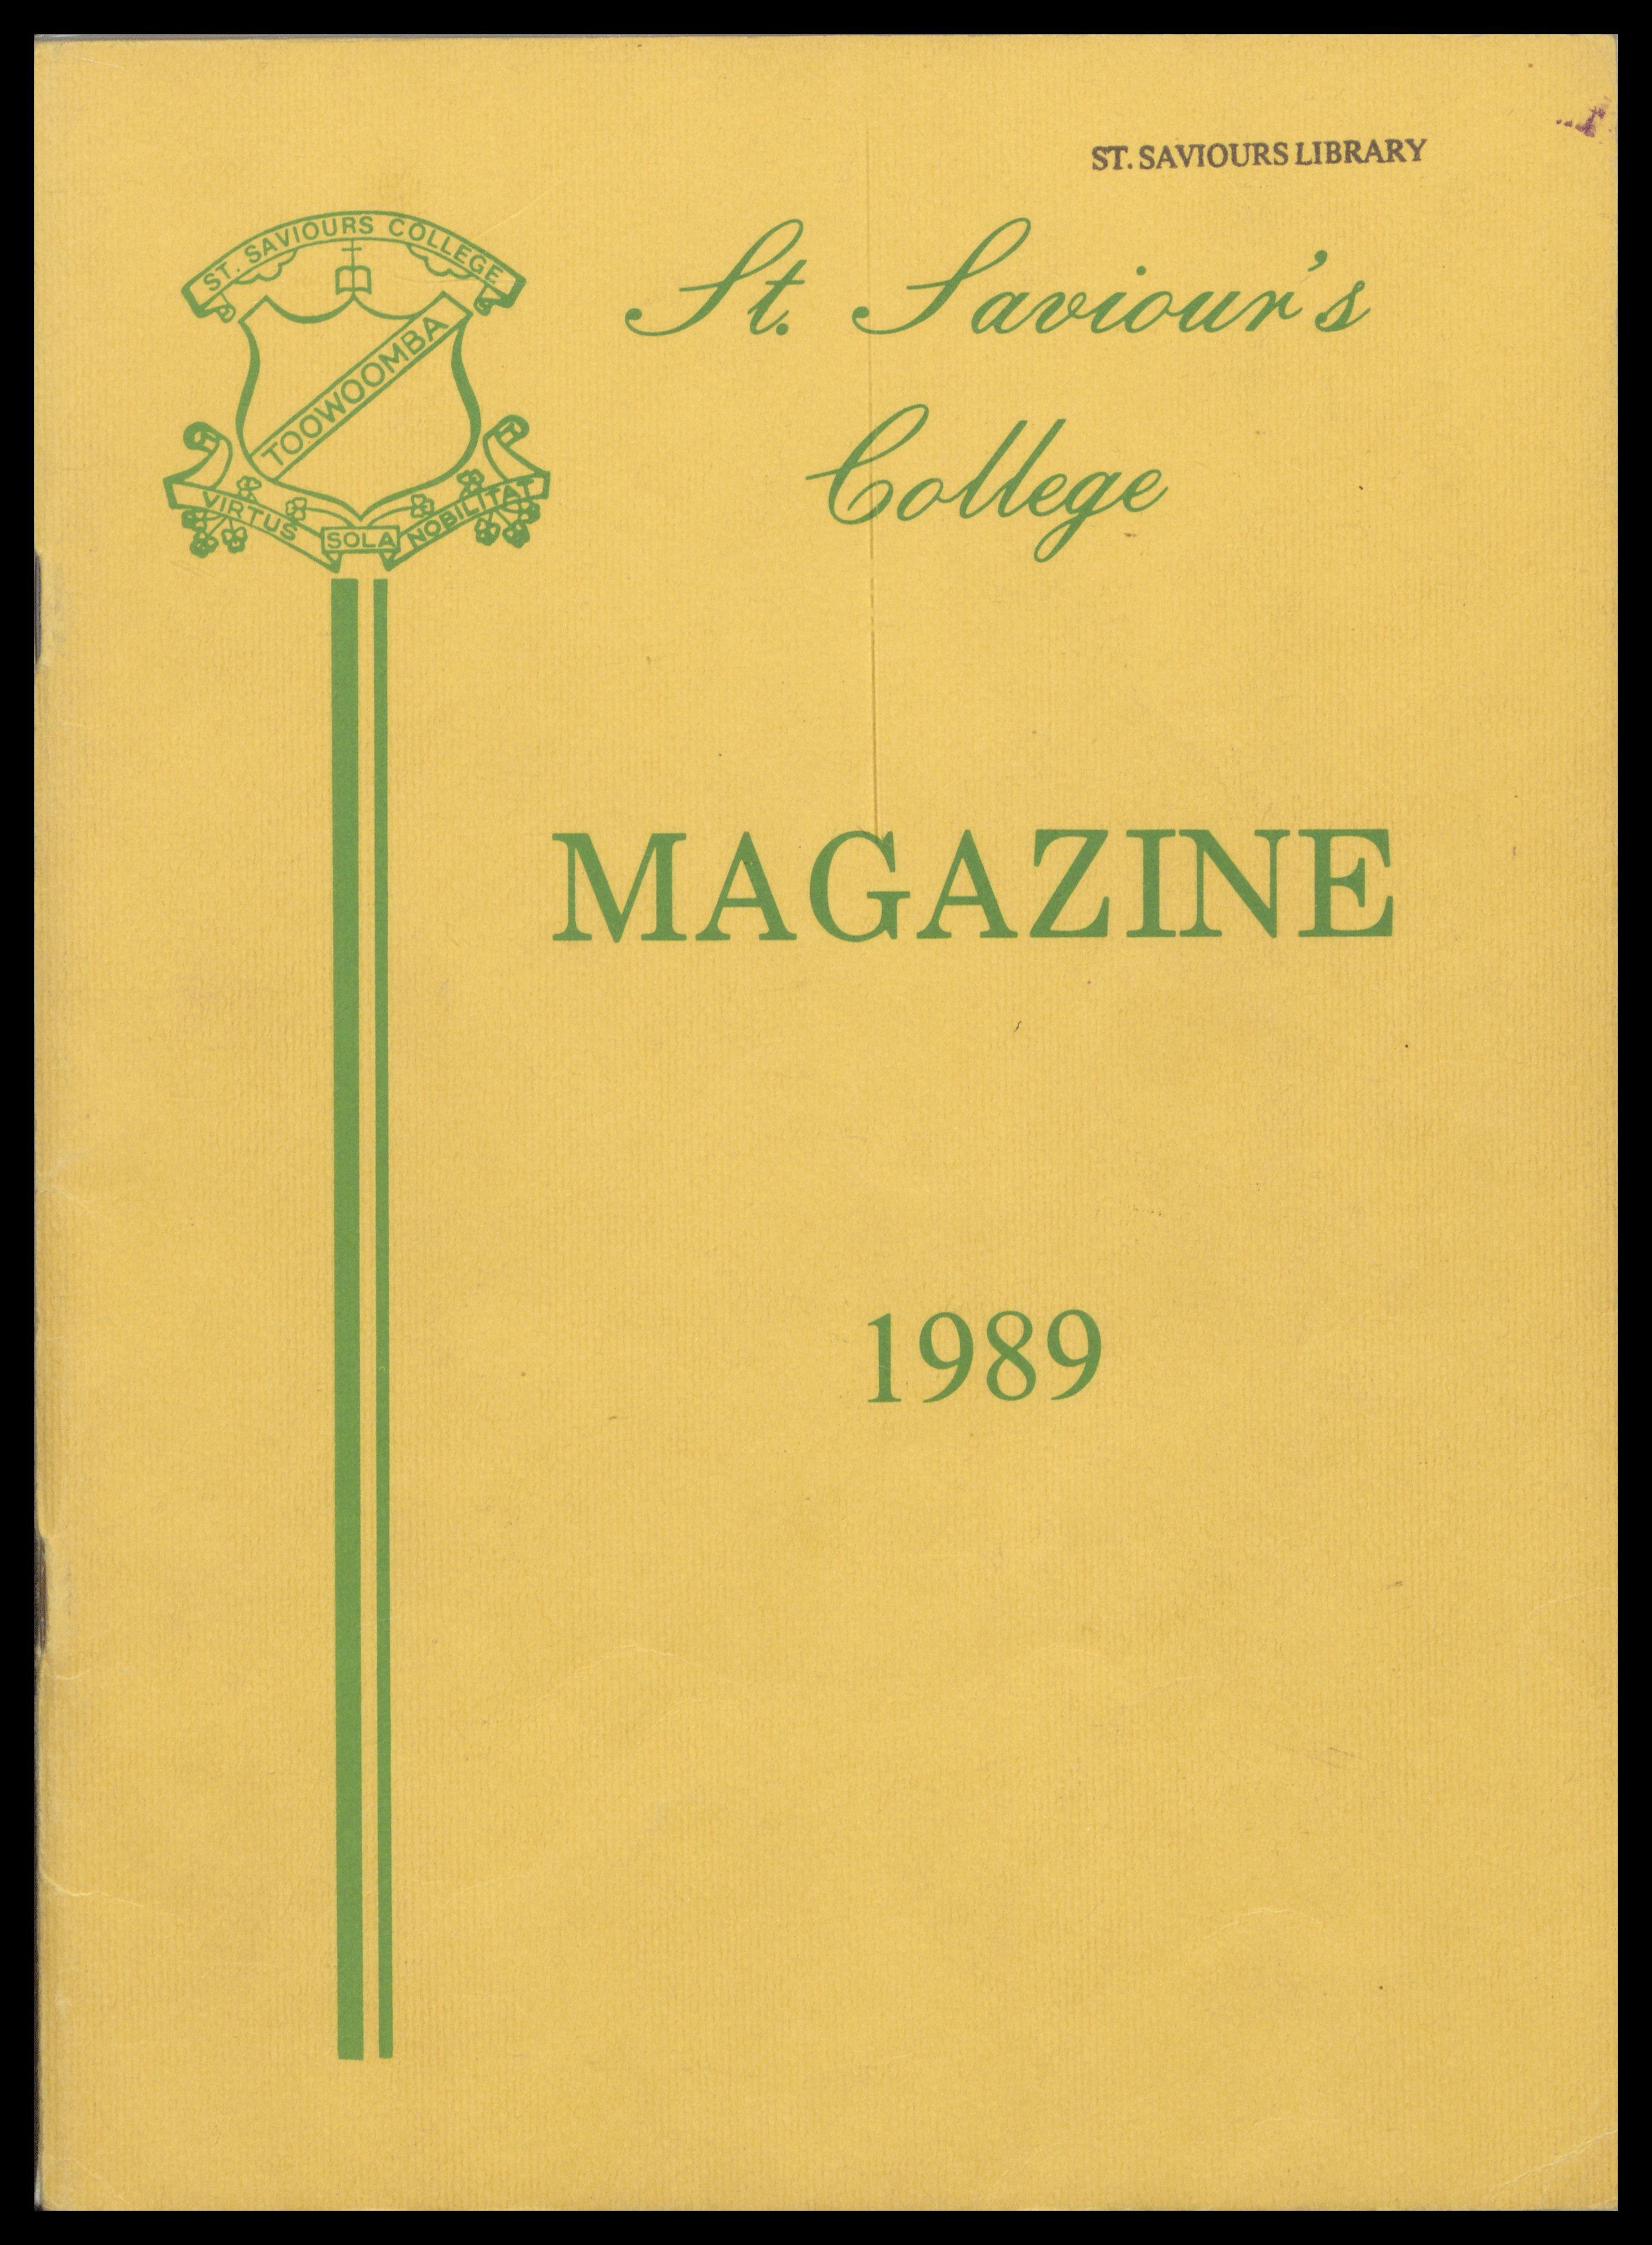 ST. SAVIOURS LIBRARY
ST. SAVIOURS COLLEGE
TOOWOOMBA
VIRTUS SOLA NOBILITAT
St. Saviour's
College
MAGAZINE
1989